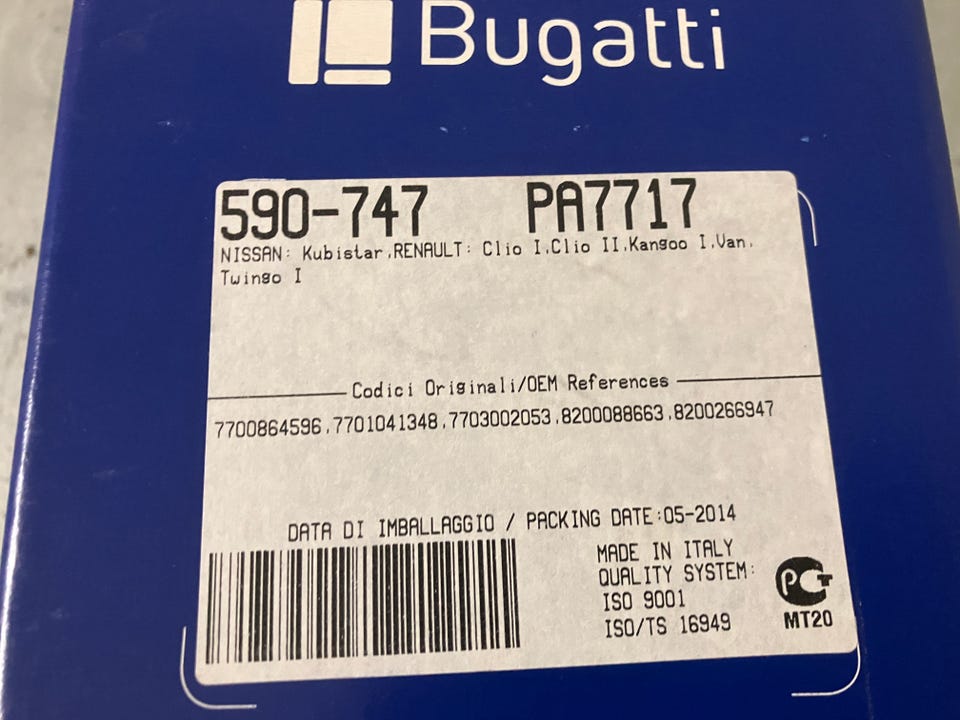 Bugatti
590-747 PA7717
NISSAN: Kubistar,RENAULT: Clio I,Clio II,Kangoo I,Van,
Twingo I
Codici Originali/OEM References
7700864596,7701041348,7703002053,8200088663,8200266947
DATA DI IMBALLAGGIO / PACKING DATE:05-2014
MADE IN ITALY
QUALITY SYSTEM:
ISO 9001
ISO/TS 16949
PCT
MT20